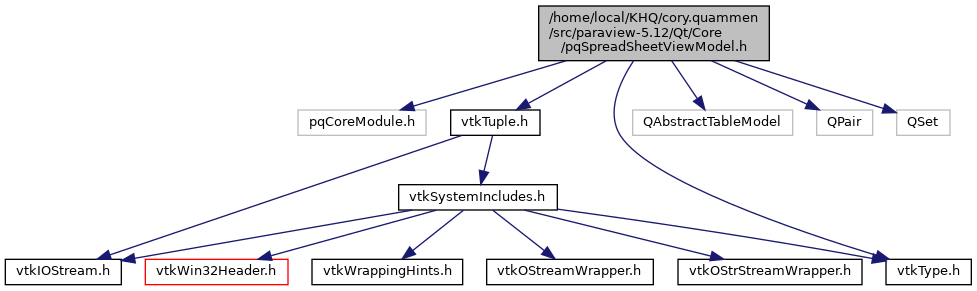 /home/local/KHQ/cory.quammen
/src/paraview-5.12/Qt/Core
/pqSpreadSheetViewModel.h
pqCoreModule.h
vtkTuple.h
QAbstractTableModel
QPair
QSet
vtkSystemIncludes.h
vtkIOStream.h
vtkWin32Header.h
vtkWrappingHints.h
vtkOStreamWrapper.h
vtkOStrStreamWrapper.h
vtkType.h